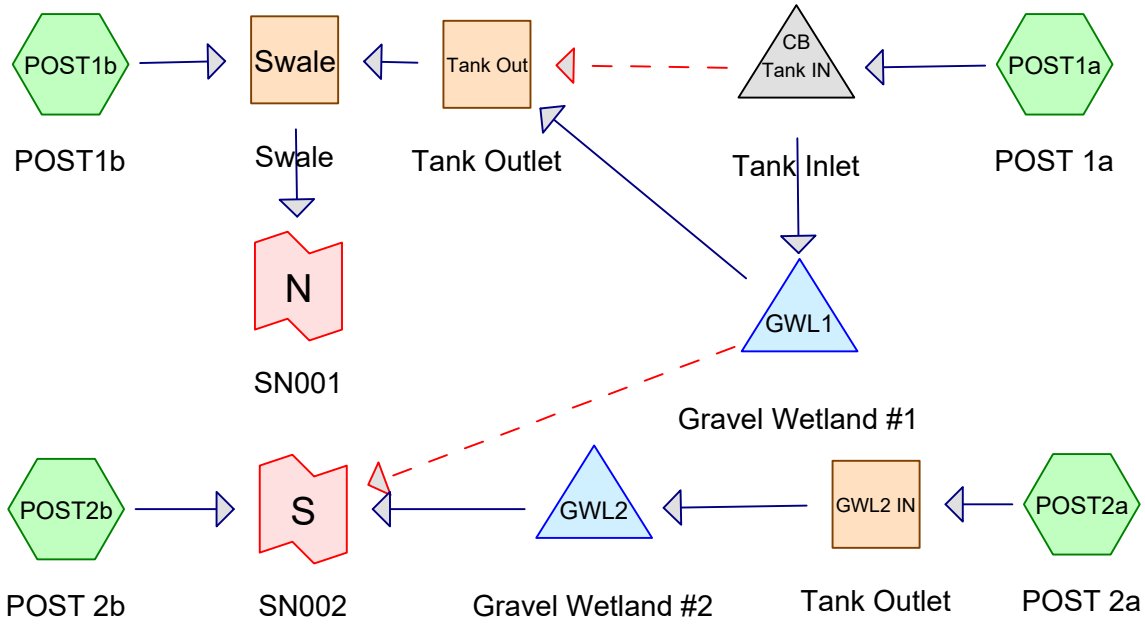 POST1b
Swale
Tank Out
CB
Tank IN
POST1a
POST1b
Swale
Tank Outlet
Tank Inlet
POST 1a
N
GWL1
SN001
Gravel Wetland #1
POST2b
S
GWL2
GWL2 IN
POST2a
POST 2b
SN002
Gravel Wetland #2
Tank Outlet
POST 2a